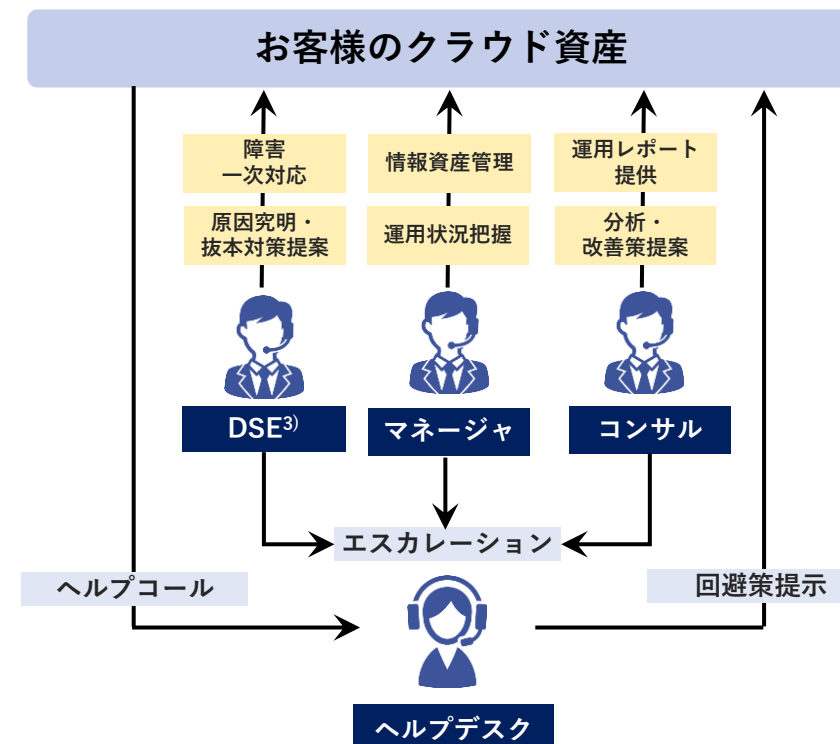 お客様のクラウド資産
障害
一次対応
情報資産管理
運用レポート
提供
原因究明・
抜本対策提案
運用状況把握
分析・
改善策提案
DSE3)
マネージャ
コンサル
エスカレーション
ヘルプコール
回避策提示
ヘルプデスク